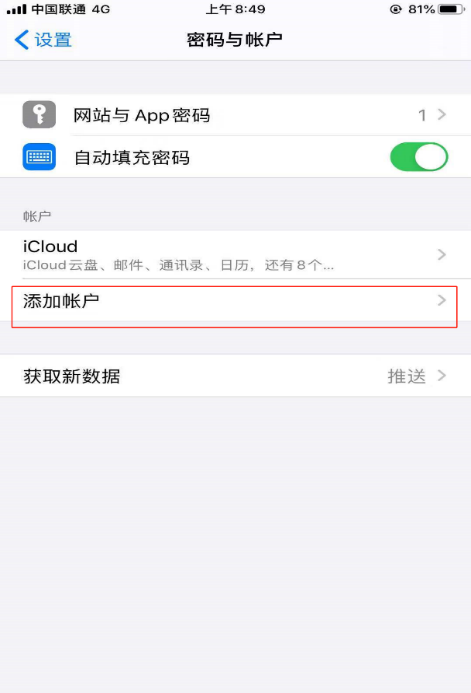 中国联通 4G 上午8:49 81%
设置 密码与帐户
网站与 App 密码 1
自动填充密码
帐户
iCloud
iCloud 云盘、邮件、通讯录、日历，还有 8 个...
添加帐户
获取新数据 推送